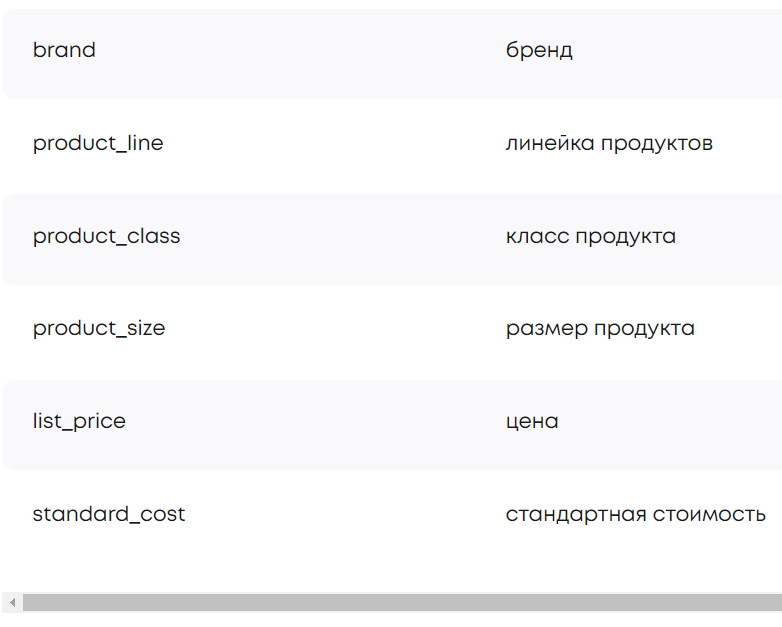 brand бренд
product_line линейка продуктов
product_class класс продукта
product_size размер продукта
list_price цена
standard_cost стандартная стоимость